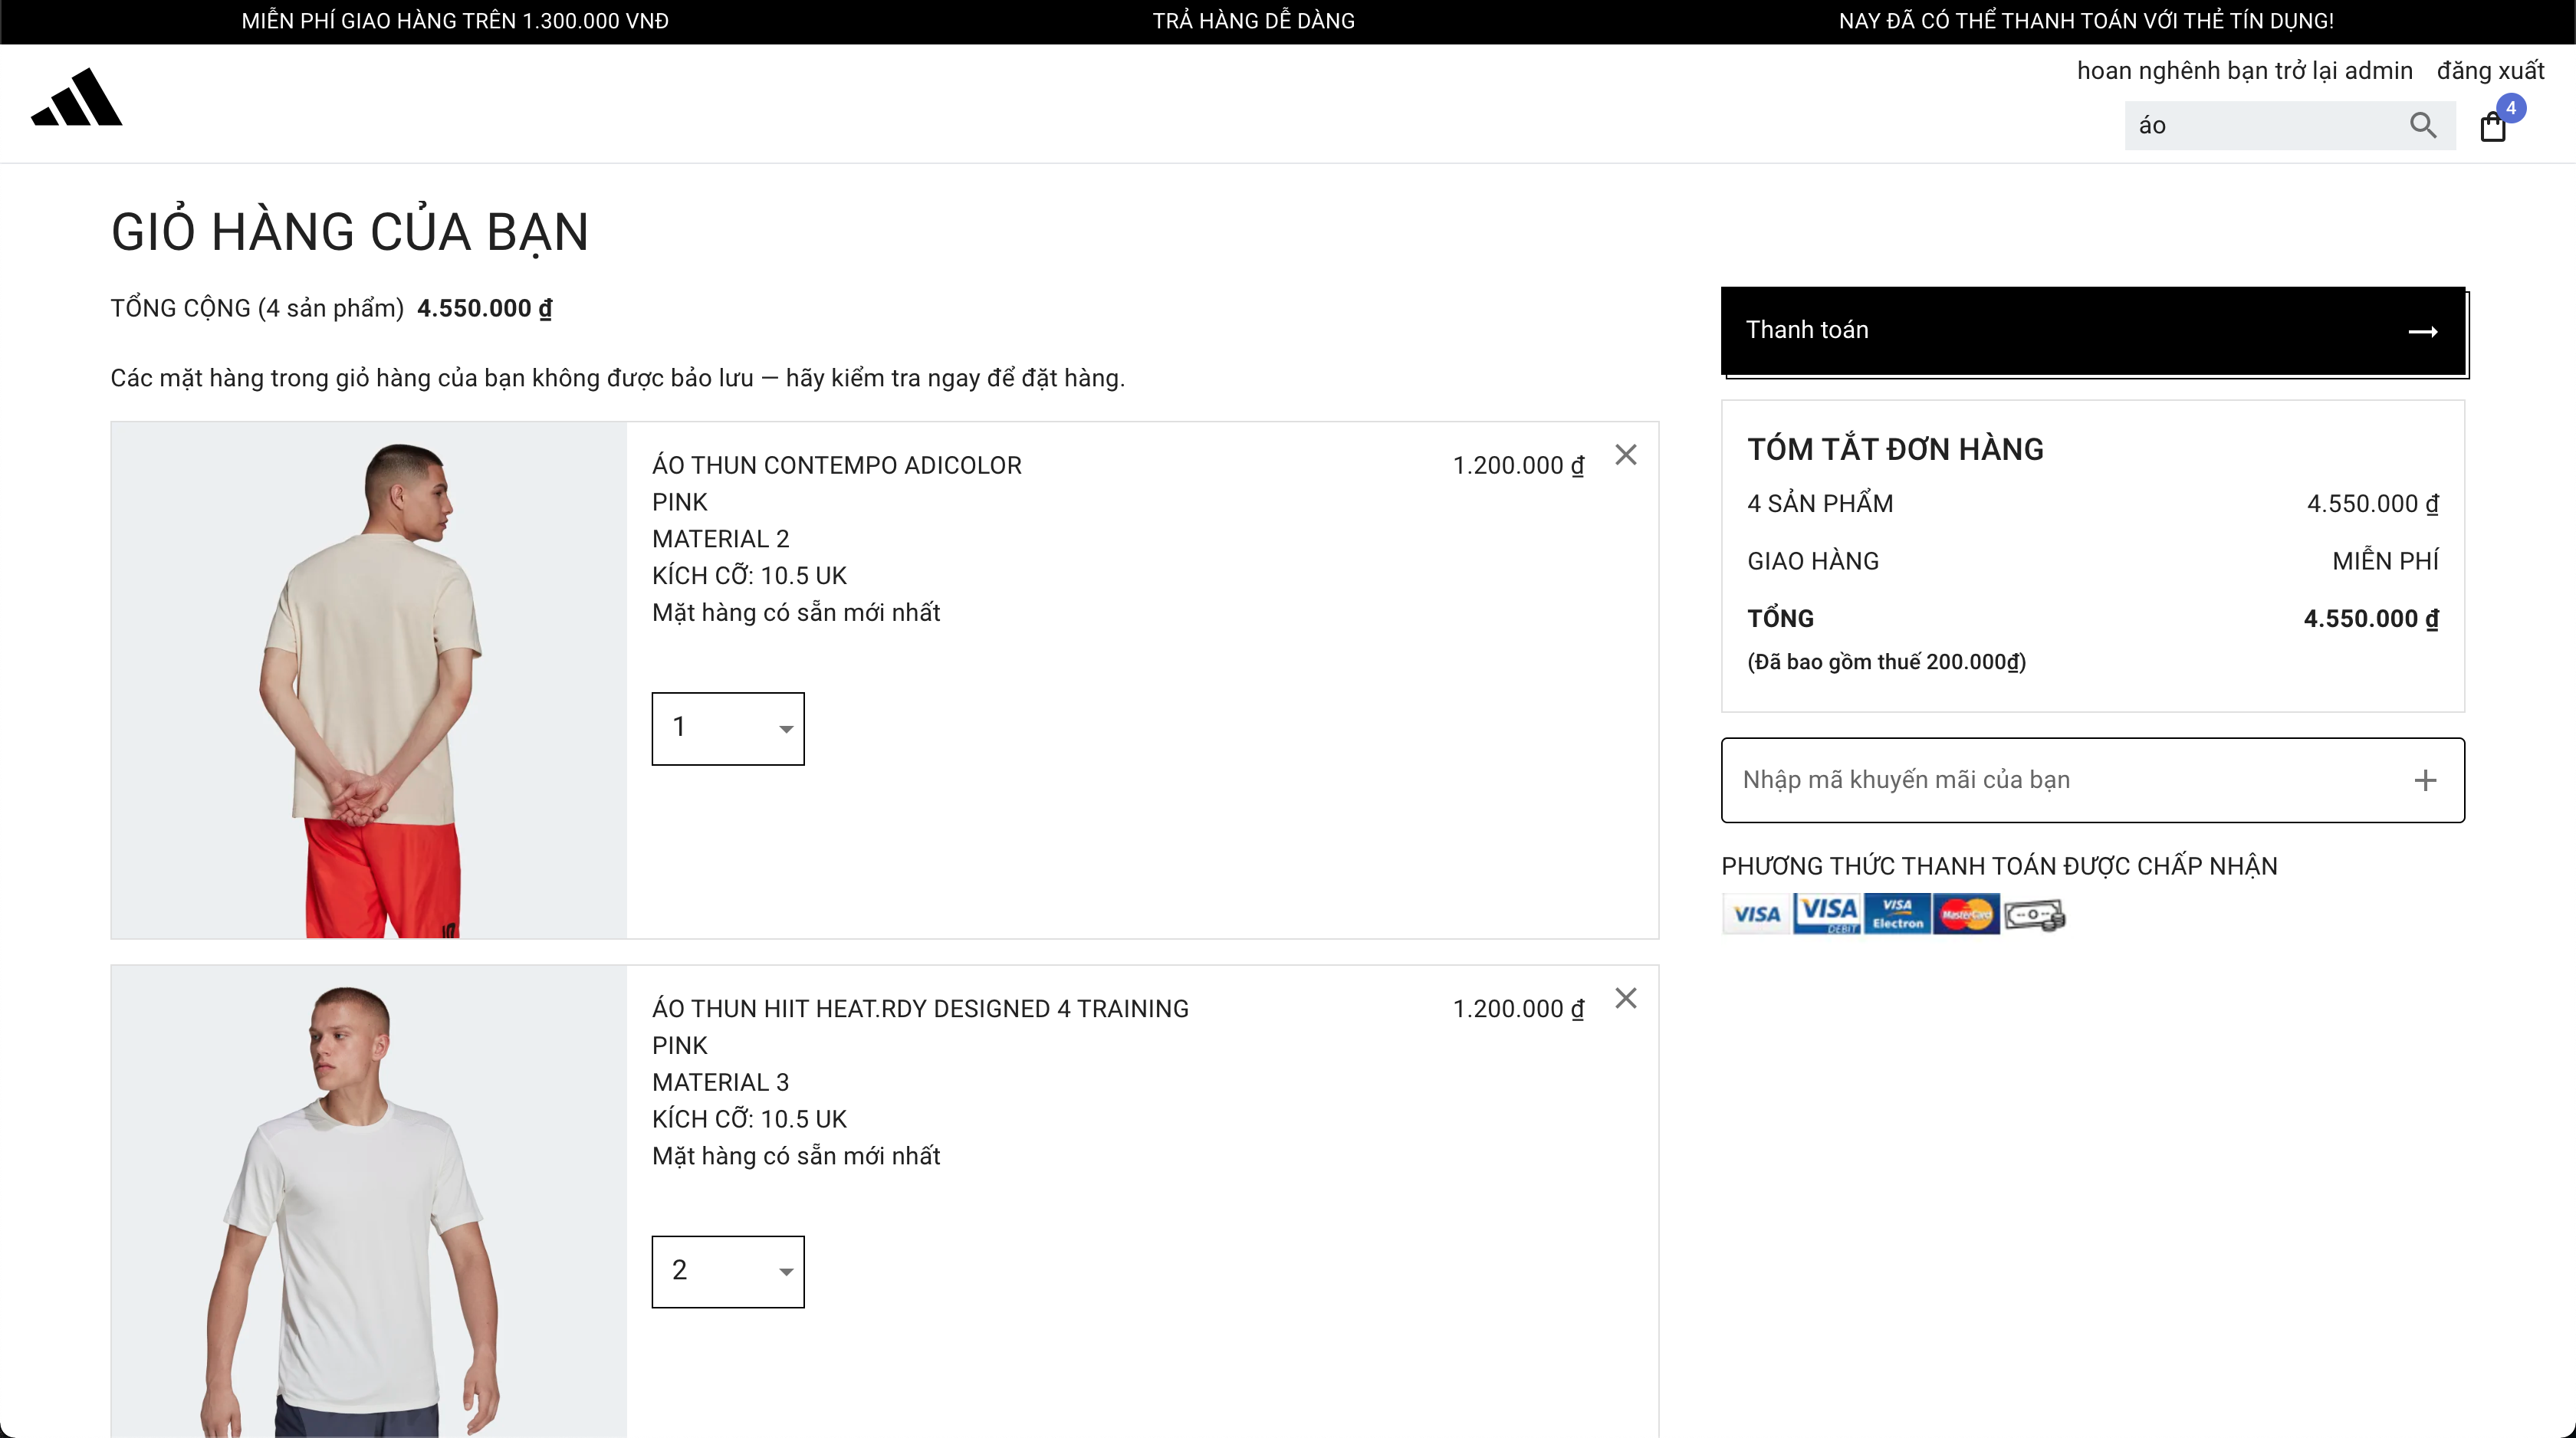 MIỄN PHÍ GIAO HÀNG TRÊN 1.300.000 VNĐ
TRẢ HÀNG DỄ DÀNG
NAY ĐÃ CÓ THỂ THANH TOÁN VỚI THẺ TÍN DỤNG!
hoan nghênh bạn trở lại admin
đăng xuất
áo
4
GIỎ HÀNG CỦA BẠN
TỔNG CỘNG (4 sản phẩm) 4.550.000 ₫
Các mặt hàng trong giỏ hàng của bạn không được bảo lưu — hãy kiểm tra ngay để đặt hàng.
ÁO THUN CONTEMPO ADICOLOR
1.200.000 ₫
PINK
MATERIAL 2
KÍCH CỠ: 10.5 UK
Mặt hàng có sẵn mới nhất
1
ÁO THUN HIIT HEAT.RDY DESIGNED 4 TRAINING
1.200.000 ₫
PINK
MATERIAL 3
KÍCH CỠ: 10.5 UK
Mặt hàng có sẵn mới nhất
2
Thanh toán
TÓM TẮT ĐƠN HÀNG
4 SẢN PHẨM 4.550.000 ₫
GIAO HÀNG MIỄN PHÍ
TỔNG 4.550.000 ₫
(Đã bao gồm thuế 200.000₫)
Nhập mã khuyến mãi của bạn
PHƯƠNG THỨC THANH TOÁN ĐƯỢC CHẤP NHẬN
VISA
VISA DEBIT
VISA Electron
MasterCard